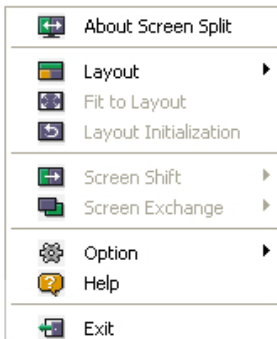 About Screen Split
Layout
Fit to Layout
Layout Initialization
Screen Shift
Screen Exchange
Option
Help
Exit